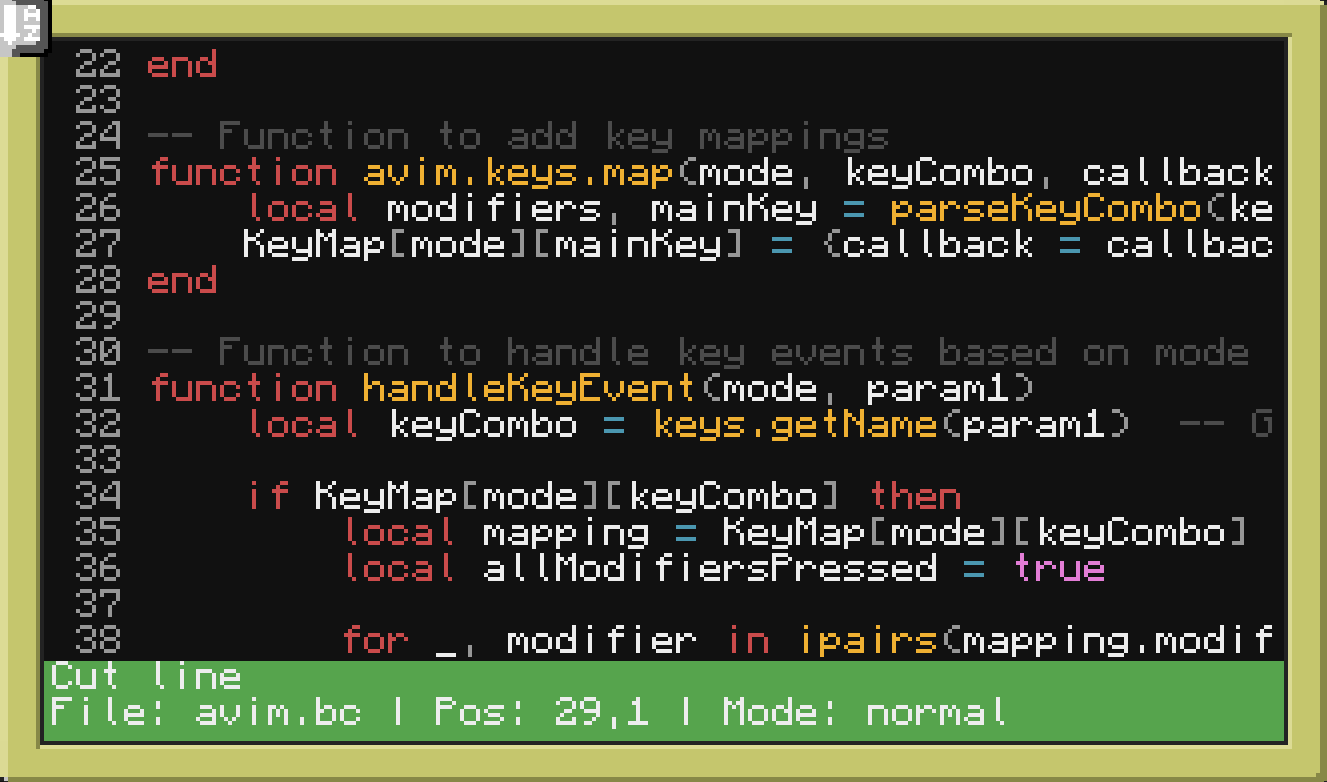 22 end
23
24 -- Function to add key mappings
25 function avim.keys.map(mode, keyCombo, callback
26     local modifiers, mainKey = parseKeyCombo(ke
27     KeyMap[mode][mainKey] = {callback = callbac
28 end
29
30 -- Function to handle key events based on mode
31 function handleKeyEvent(mode, param1)
32     local keyCombo = keys.getName(param1)  -- G
33
34     if KeyMap[mode][keyCombo] then
35         local mapping = KeyMap[mode][keyCombo]
36         local allModifiersPressed = true
37
38         for _, modifier in ipairs(mapping.modif
Cut line
File: avim.bc | Pos: 29,1 | Mode: normal